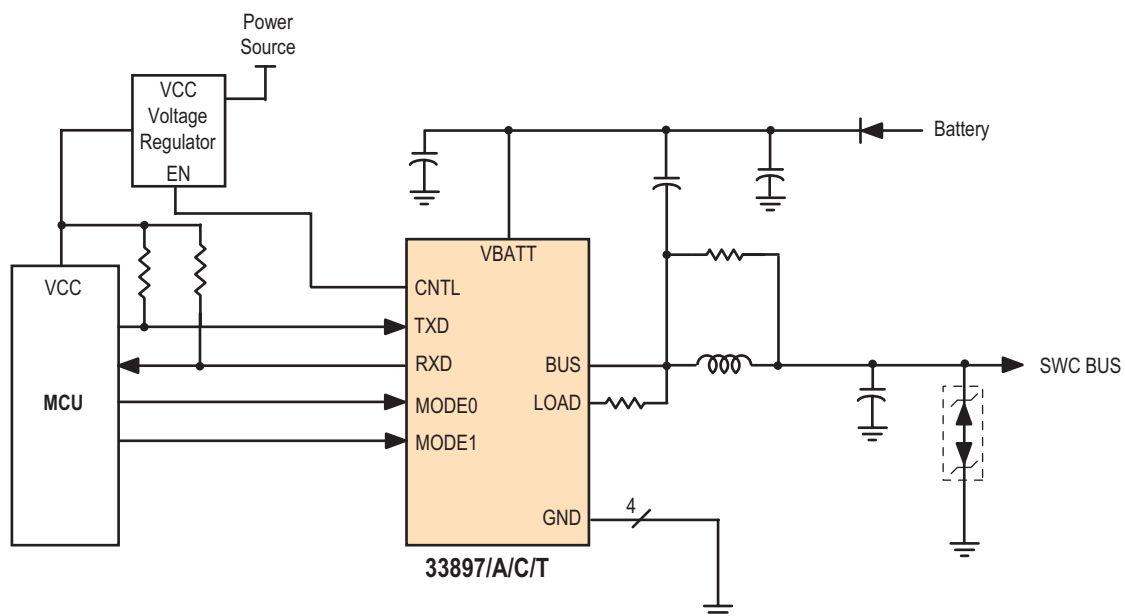 Power
Source
VCC
Voltage
Regulator
EN
Battery
VBATT
VCC
CNTL
TXD
RXD
BUS
SWC BUS
MCU
MODE0
LOAD
MODE1
GND
4
33897/A/C/T